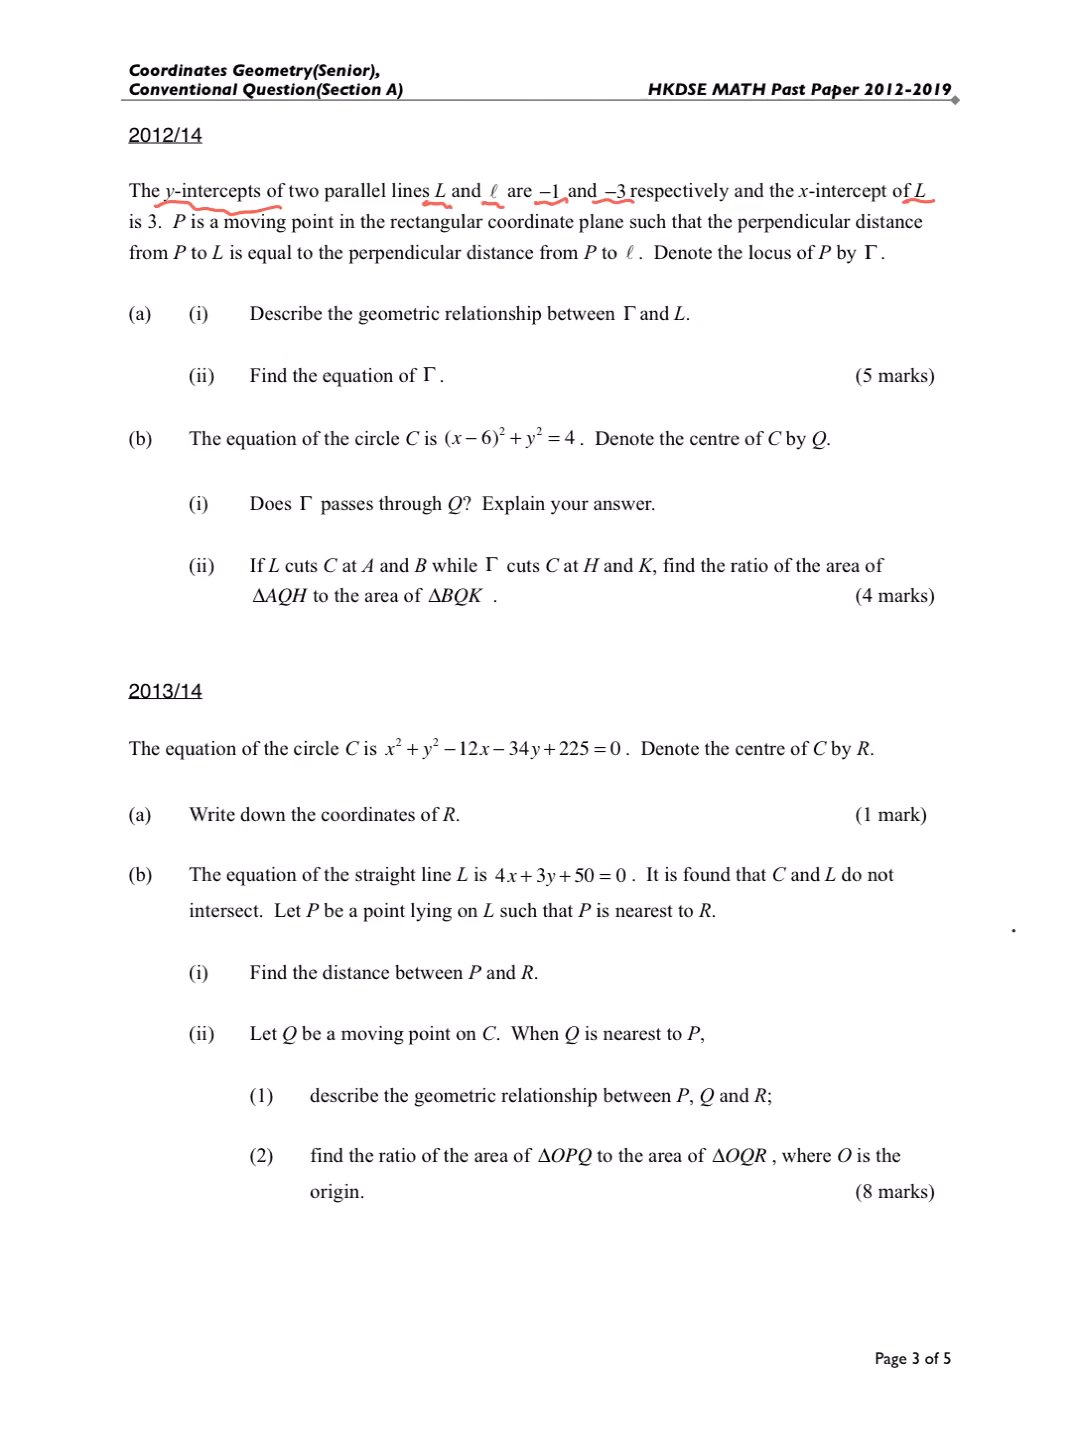 Coordinates Geometry(Senior),
Conventional Question(Section A) HKDSE MATH Past Paper 2012-2019
2012/14
The y-intercepts of two parallel lines L and ℓ are −1 and −3 respectively and the x-intercept of L
is 3. P is a moving point in the rectangular coordinate plane such that the perpendicular distance
from P to L is equal to the perpendicular distance from P to ℓ. Denote the locus of P by Γ.
(a) (i) Describe the geometric relationship between Γ and L.
(ii) Find the equation of Γ. (5 marks)
(b) The equation of the circle C is (x − 6)² + y² = 4. Denote the centre of C by Q.
(i) Does Γ passes through Q? Explain your answer.
(ii) If L cuts C at A and B while Γ cuts C at H and K, find the ratio of the area of
ΔAQH to the area of ΔBQK . (4 marks)
2013/14
The equation of the circle C is x² + y² − 12x − 34y + 225 = 0. Denote the centre of C by R.
(a) Write down the coordinates of R. (1 mark)
(b) The equation of the straight line L is 4x + 3y + 50 = 0. It is found that C and L do not
intersect. Let P be a point lying on L such that P is nearest to R.
(i) Find the distance between P and R.
(ii) Let Q be a moving point on C. When Q is nearest to P,
(1) describe the geometric relationship between P, Q and R;
(2) find the ratio of the area of ΔOPQ to the area of ΔOQR, where O is the
origin. (8 marks)
Page 3 of 5